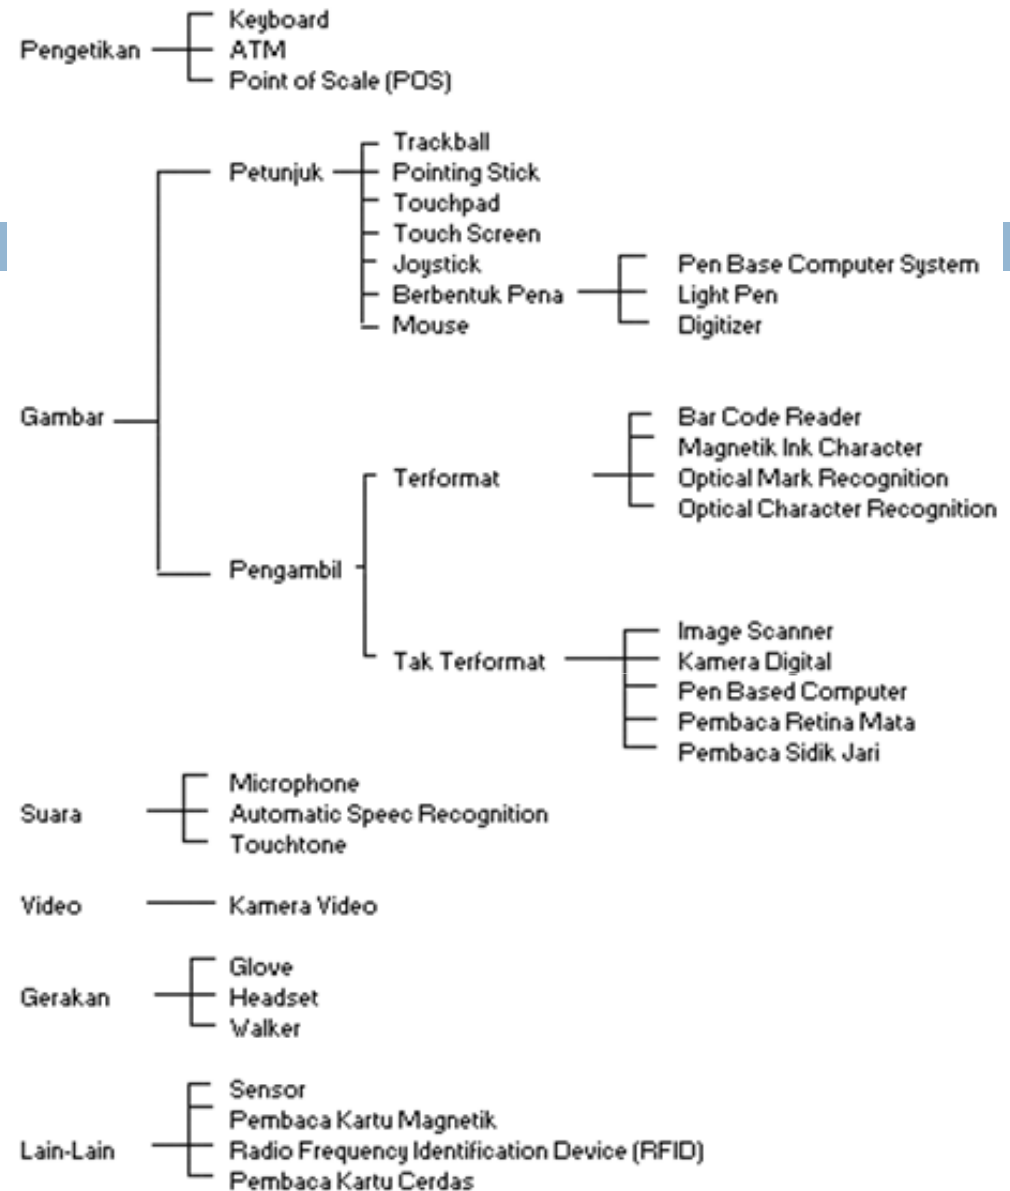 Keyboard
Pengetikan ATM
Point of Scale (POS)
Trackball
Petunjuk Pointing Stick
Touchpad
Touch Screen
Joystick Pen Base Computer System
Berbentuk Pena Light Pen
Mouse Digitizer
Gambar Bar Code Reader
Magnetik Ink Character
Terformat Optical Mark Recognition
Optical Character Recognition
Pengambil
Image Scanner
Tak Terformat Kamera Digital
Pen Based Computer
Pembaca Retina Mata
Pembaca Sidik Jari
Microphone
Suara Automatic Speec Recognition
Touchtone
Video Kamera Video
Glove
Gerakan Headset
Walker
Sensor
Pembaca Kartu Magnetik
Lain-Lain Radio Frequency Identification Device (RFID)
Pembaca Kartu Cerdas